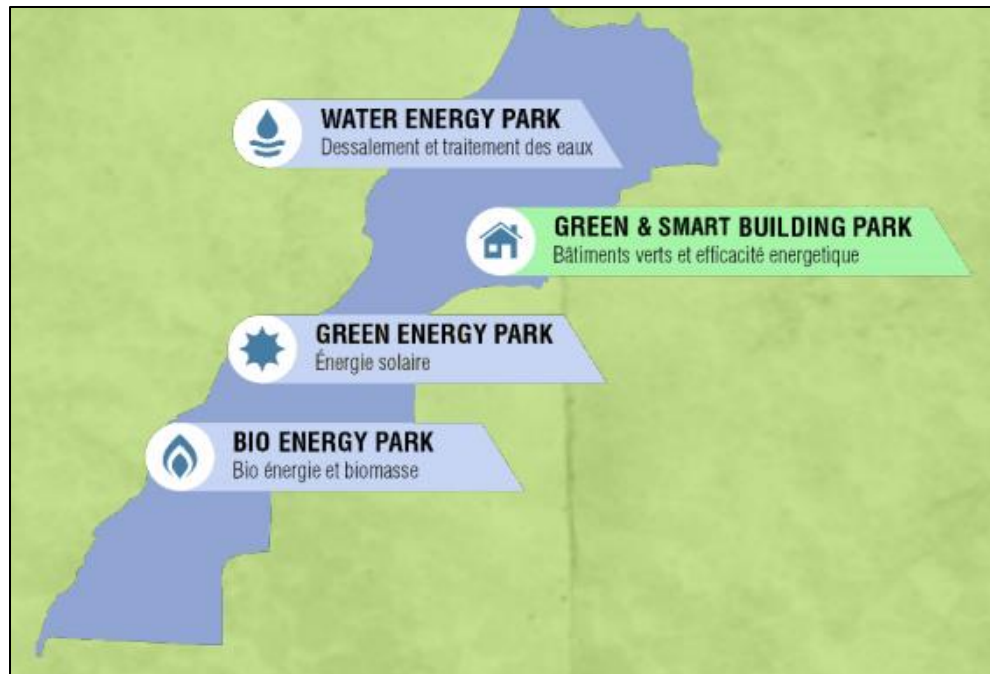 WATER ENERGY PARK
Dessalement et traitement des eaux
GREEN & SMART BUILDING PARK
Bâtiments verts et efficacité energetique
GREEN ENERGY PARK
Énergie solaire
BIO ENERGY PARK
Bio énergie et biomasse